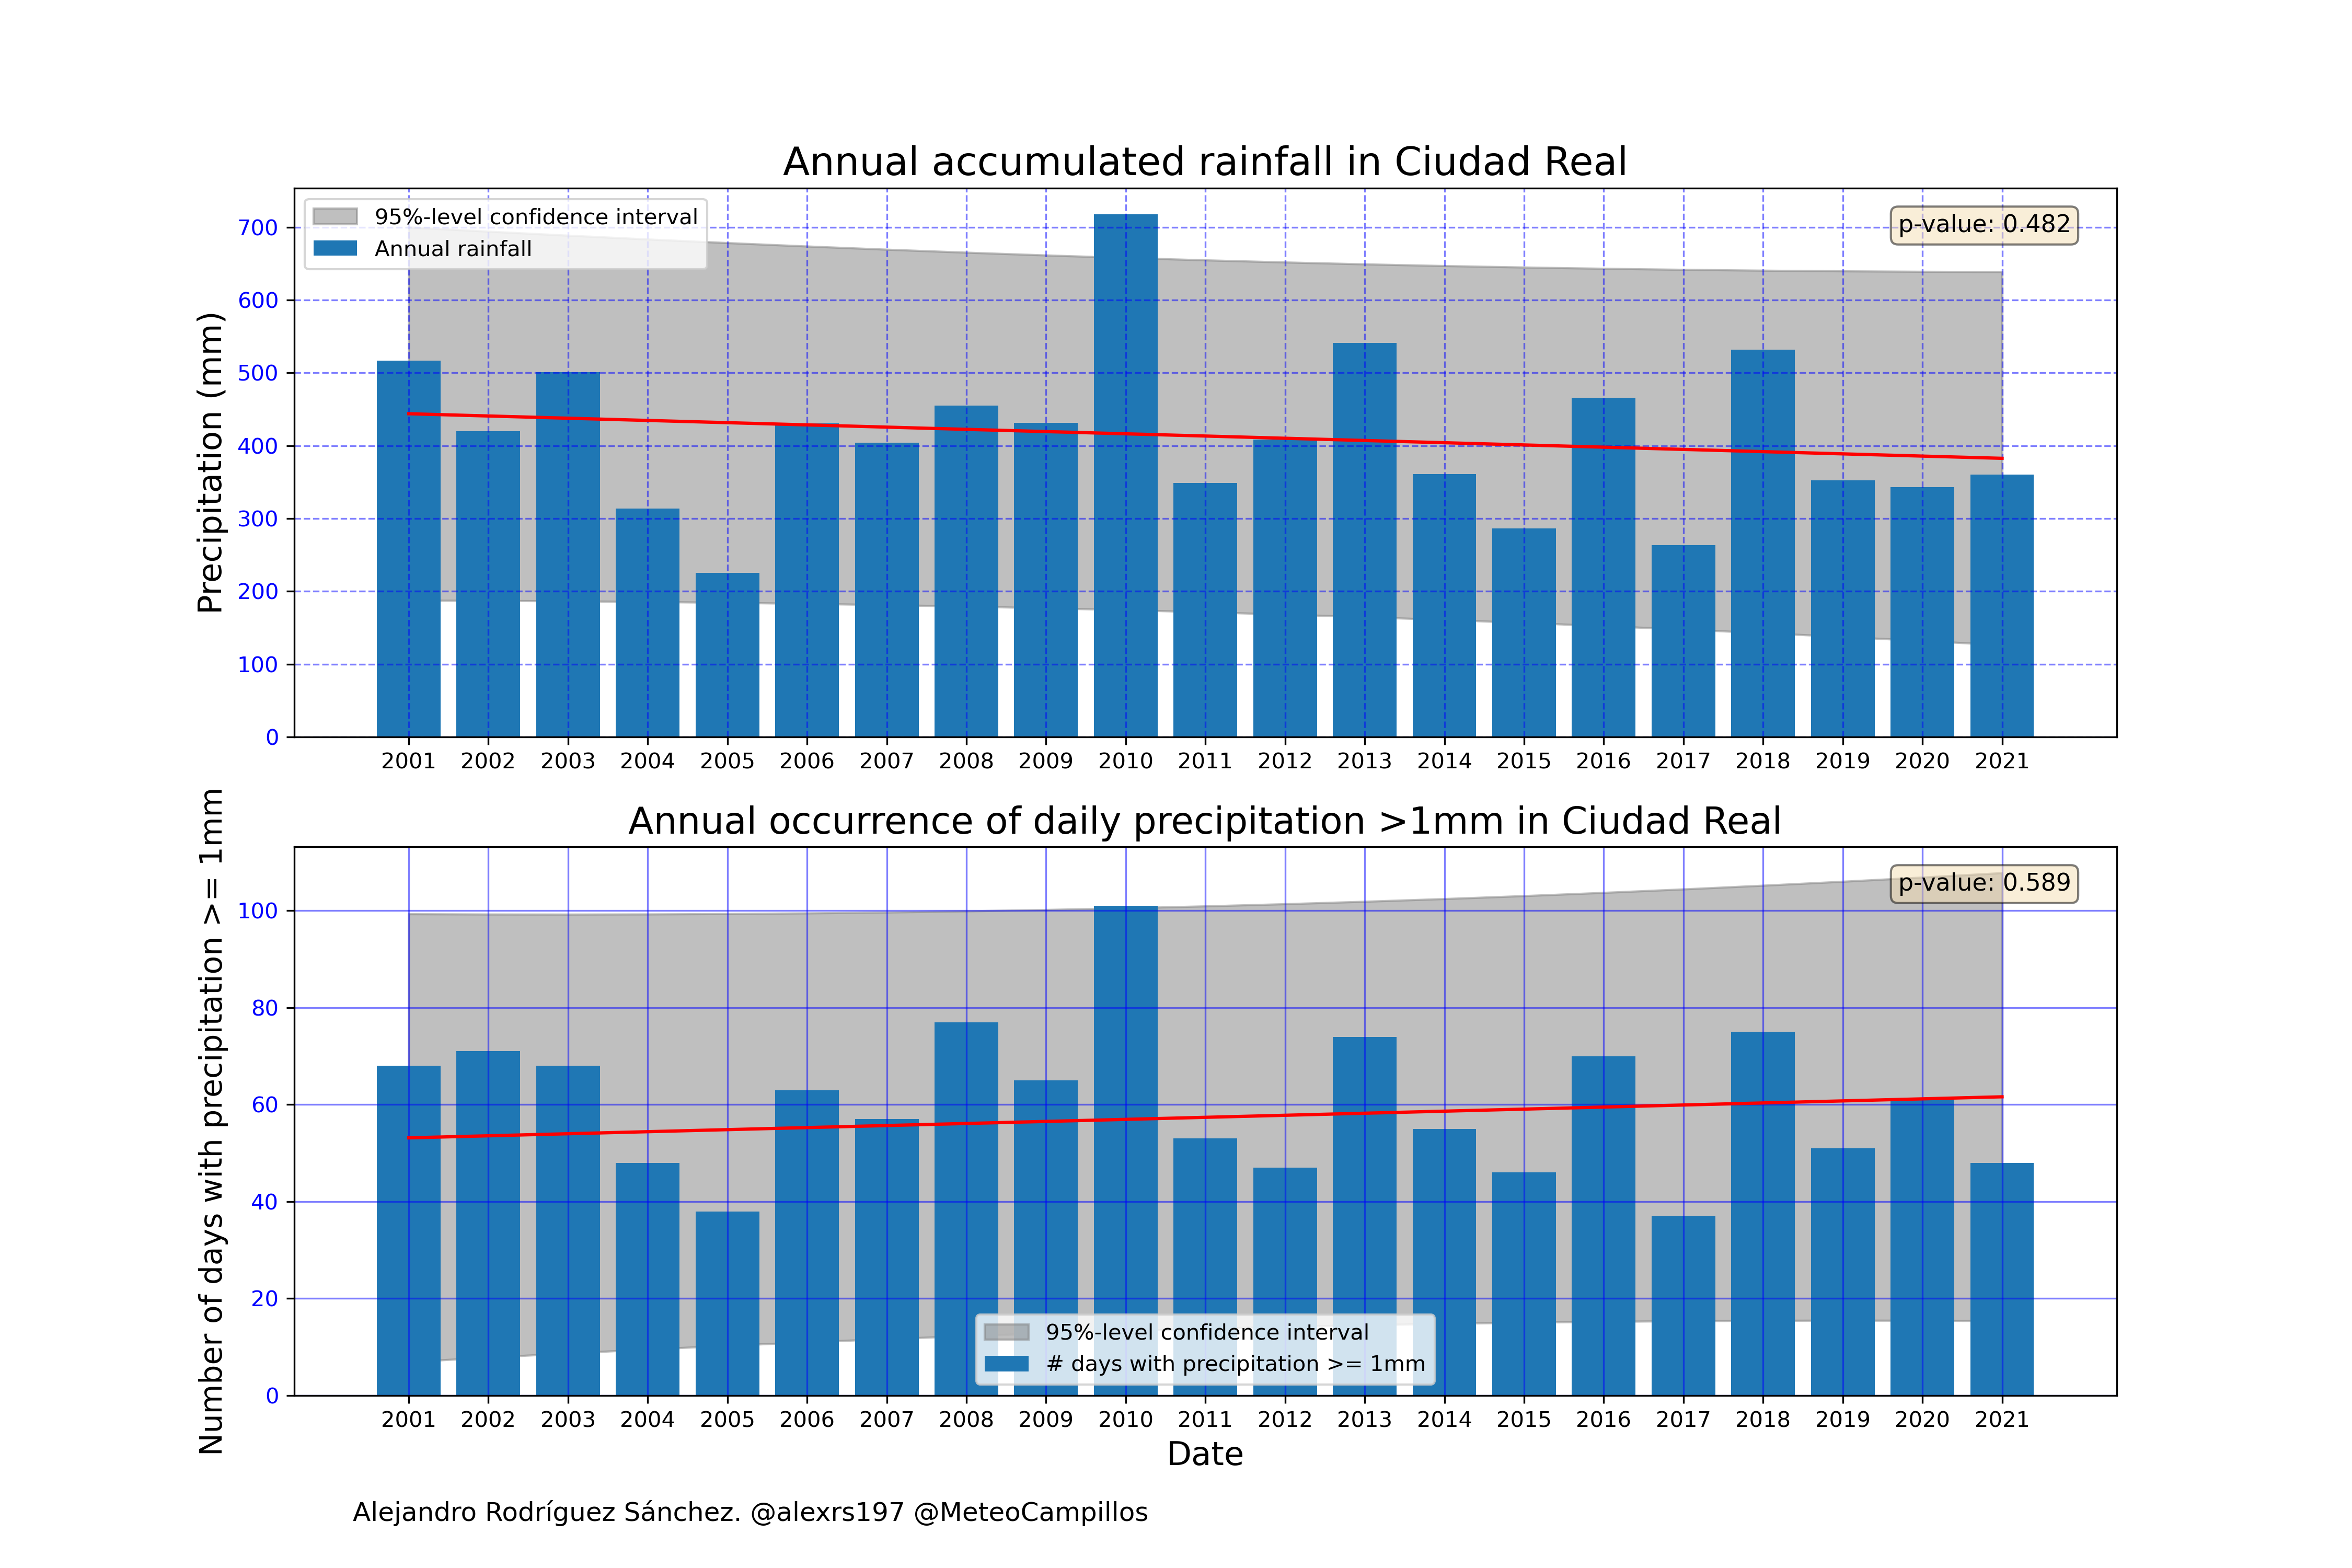 Annual accumulated rainfall in Ciudad Real
95%-level confidence interval
Annual rainfall
p-value: 0.482
Precipitation (mm)
700
600
500
400
300
200
100
0
2001 2002 2003 2004 2005 2006 2007 2008 2009 2010 2011 2012 2013 2014 2015 2016 2017 2018 2019 2020 2021
Annual occurrence of daily precipitation >1mm in Ciudad Real
p-value: 0.589
Number of days with precipitation >= 1mm
100
80
60
40
20
0
95%-level confidence interval
# days with precipitation >= 1mm
2001 2002 2003 2004 2005 2006 2007 2008 2009 2010 2011 2012 2013 2014 2015 2016 2017 2018 2019 2020 2021
Date
Alejandro Rodríguez Sánchez. @alexrs197 @MeteoCampillos